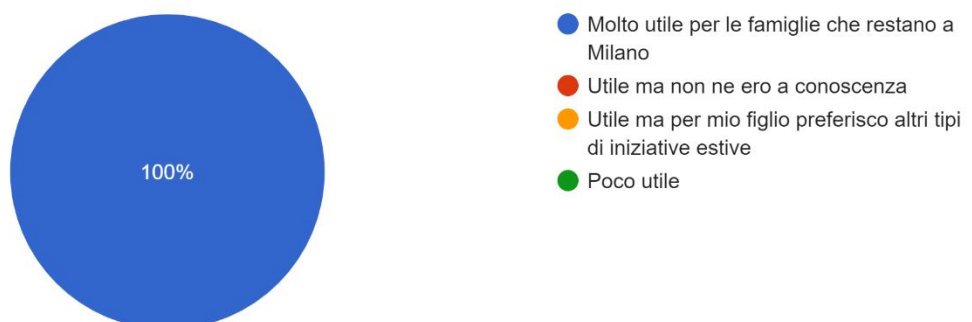 100%
Molto utile per le famiglie che restano a
Milano
Utile ma non ne ero a conoscenza
Utile ma per mio figlio preferisco altri tipi
di iniziative estive
Poco utile